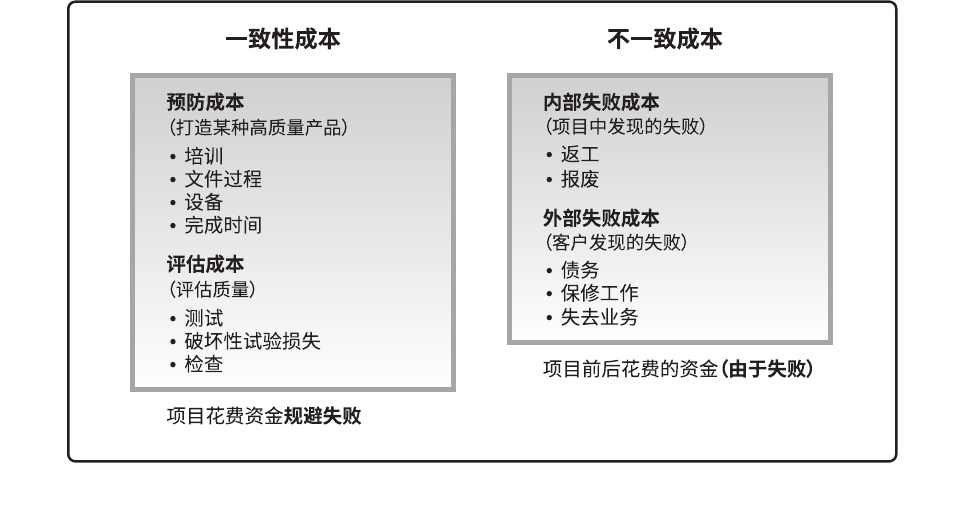 一致性成本
预防成本
(打造某种高质量产品)
• 培训
• 文件过程
• 设备
• 完成时间
评估成本
(评估质量)
• 测试
• 破坏性试验损失
• 检查
项目花费资金规避失败
不一致成本
内部失败成本
(项目中发现的失败)
• 返工
• 报废
外部失败成本
(客户发现的失败)
• 债务
• 保修工作
• 失去业务
项目前后花费的资金(由于失败)